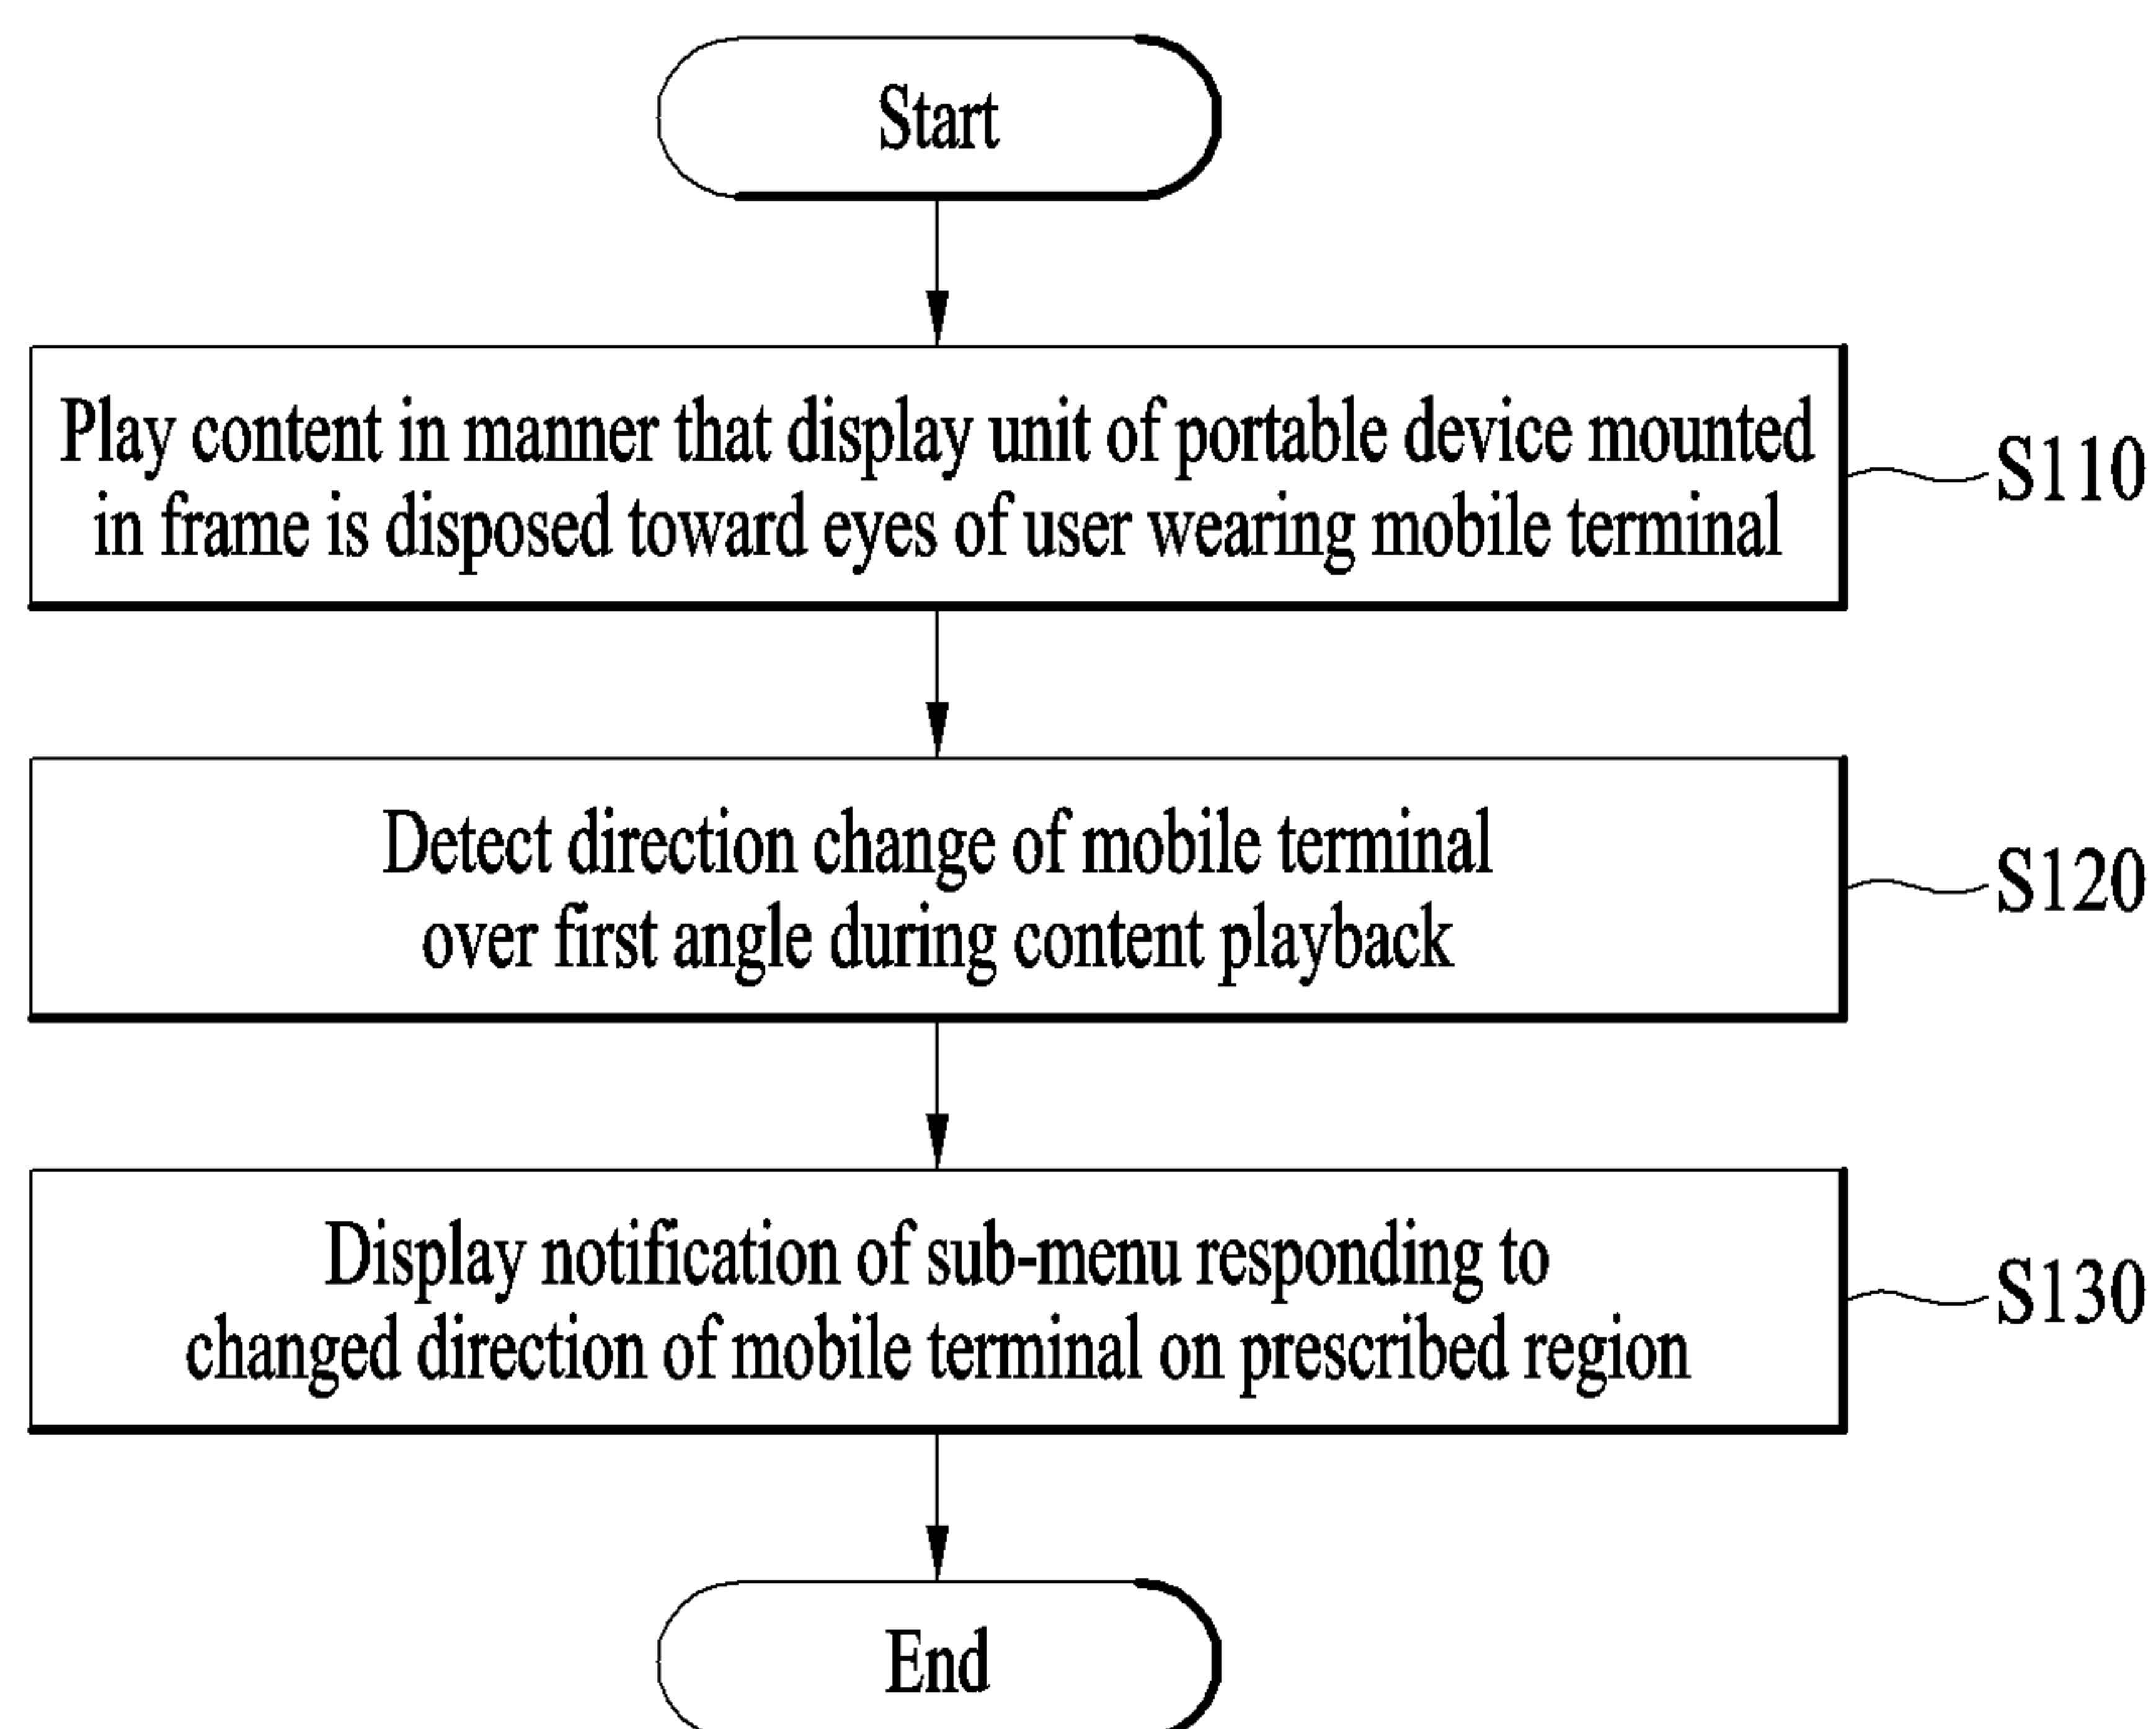 Start
Play content in manner that display unit of portable device mounted
in frame is disposed toward eyes of user wearing mobile terminal
S110
Detect direction change of mobile terminal
over first angle during content playback
S120
Display notification of sub-menu responding to
changed direction of mobile terminal on prescribed region
S130
End